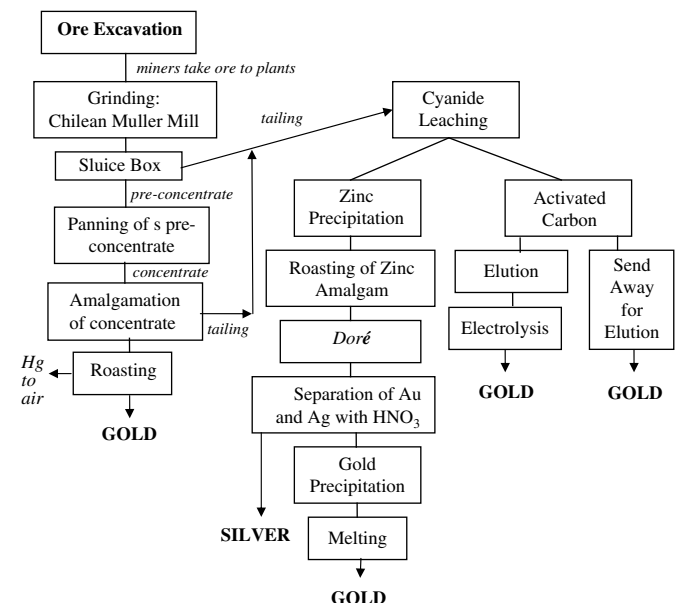 Ore Excavation
miners take ore to plants
Grinding:
Chilean Muller Mill
Sluice Box
tailing
pre-concentrate
Panning of s pre-
concentrate
concentrate
Amalgamation
of concentrate
tailing
Hg
to
air
Roasting
GOLD
Cyanide
Leaching
Zinc
Precipitation
Roasting of Zinc
Amalgam
Doré
Separation of Au
and Ag with HNO₃
SILVER
Gold
Precipitation
Melting
GOLD
Activated
Carbon
Elution
Electrolysis
GOLD
Send
Away
for
Elution
GOLD